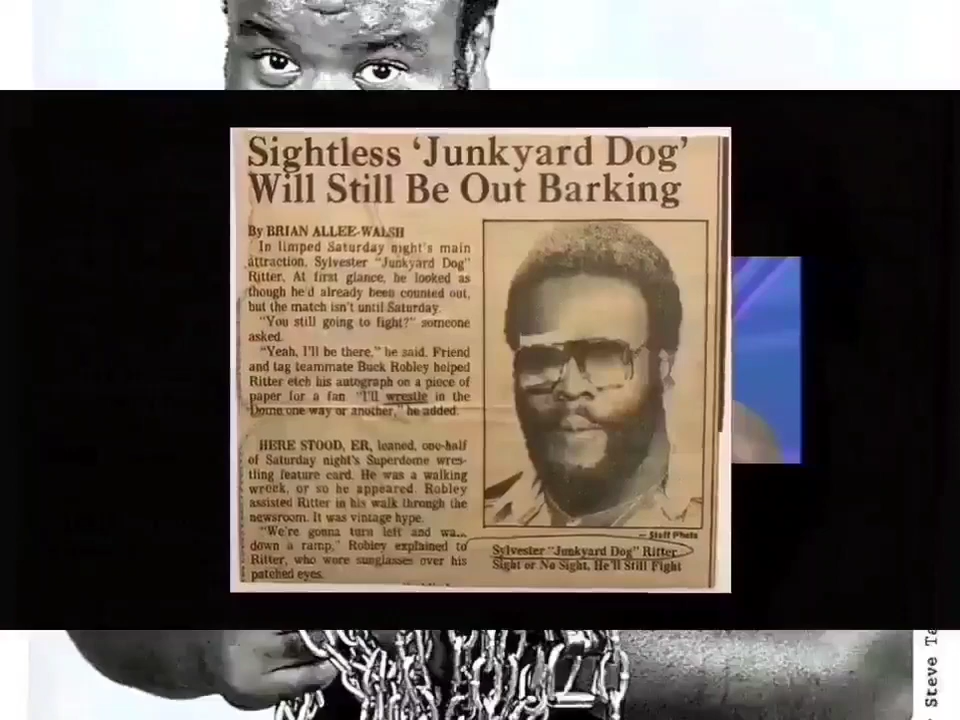 Sightless 'Junkyard Dog'
Will Still Be Out Barking
By BRIAN ALLEE-WALSH
In limped Saturday night's main
attraction, Sylvester "Junkyard Dog"
Ritter. At first glance, he looked as
though he'd already been counted out,
but the match isn't until Saturday.
"You still going to fight?" someone
asked.
"Yeah, I'll be there," he said. Friend
and tag teammate Buck Robley helped
Ritter etch his autograph on a piece of
paper for a fan "I'll wrestle in the
Dome one way or another," he added.
HERE STOOD, ER, leaned, one-half
of Saturday night's Superdome wres-
tling feature card. He was a walking
wreck, or so he appeared. Robley
assisted Ritter in his walk through the
newsroom. It was vintage hype.
"We're gonna turn left and wa...
down a ramp," Robley explained to
Ritter, who wore sunglasses over his
patched eyes.
— Staff Photo
Sylvester "Junkyard Dog" Ritter
Sight or No Sight, He'll Still Fight
Steve